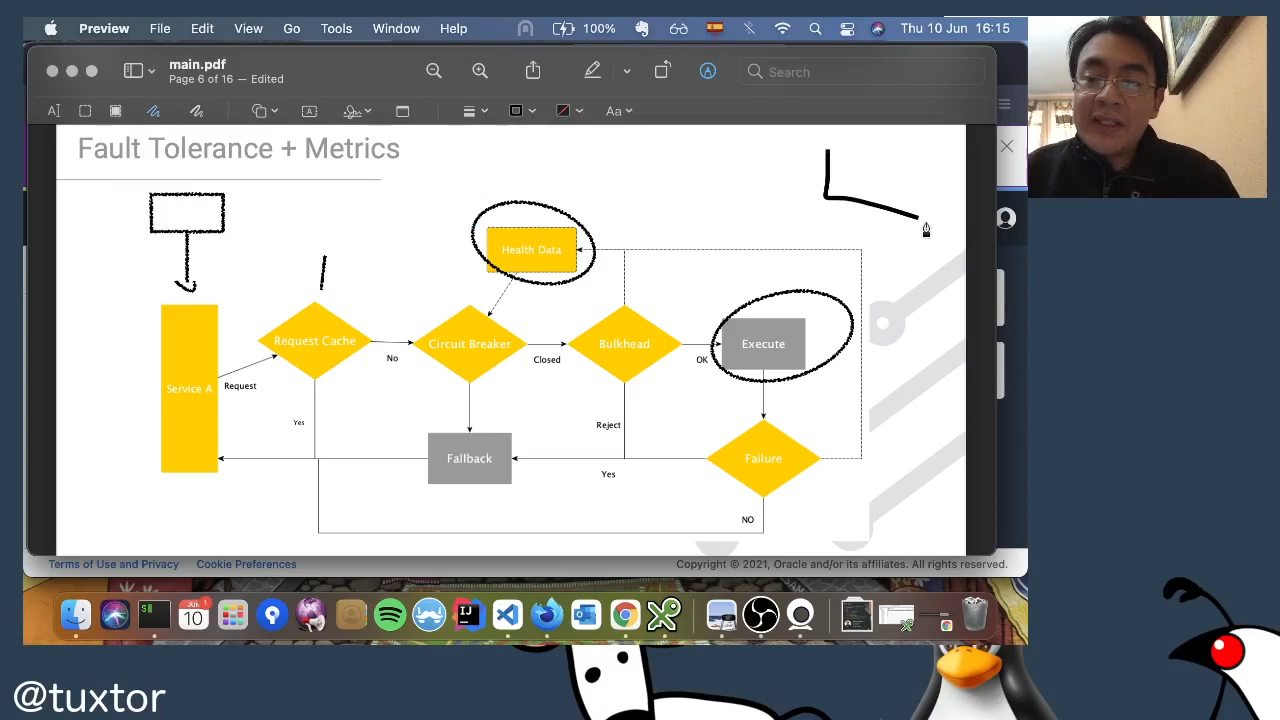 Preview File Edit View Go Tools Window Help 100% Thu 10 Jun 16:15
main.pdf
Page 6 of 16 — Edited
Search
Aa
Fault Tolerance + Metrics
Health Data
Request Cache
Circuit Breaker
Bulkhead
Execute
No
Closed
OK
Service A
Request
Yes
Reject
Fallback
Failure
Yes
NO
Terms of Use and Privacy Cookie Preferences Copyright © 2021, Oracle and/or its affiliates. All rights reserved.
JUN
10
@tuxtor